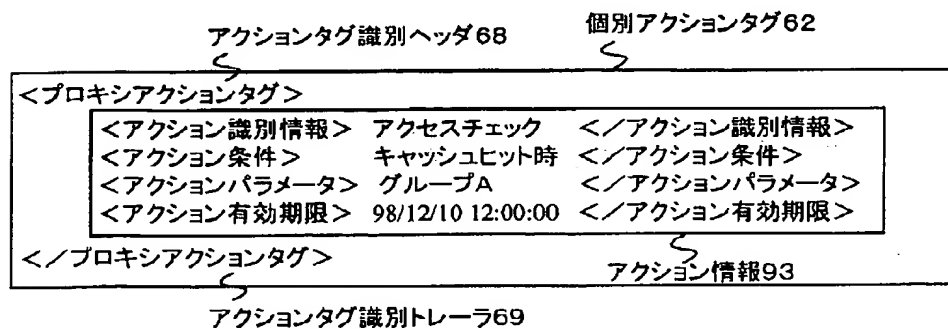 アクションタグ識別ヘッダ68
個別アクションタグ62
<プロキシアクションタグ>
<アクション識別情報> アクセスチェック </アクション識別情報>
<アクション条件> キャッシュヒット時 </アクション条件>
<アクションパラメータ> グループA </アクションパラメータ>
<アクション有効期限> 98/12/10 12:00:00 </アクション有効期限>
</プロキシアクションタグ>
アクション情報93
アクションタグ識別トレーラ69